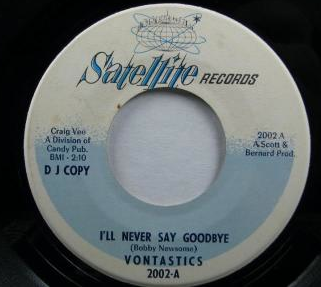 Satellite RECORDS
Craig Vee
A Division of
Candy Pub.
BMI - 2:10
D J COPY
2002 A
A. Scott &
Bernard Prod.
I'LL NEVER SAY GOODBYE
(Bobby Newsome)
VONTASTICS
2002-A